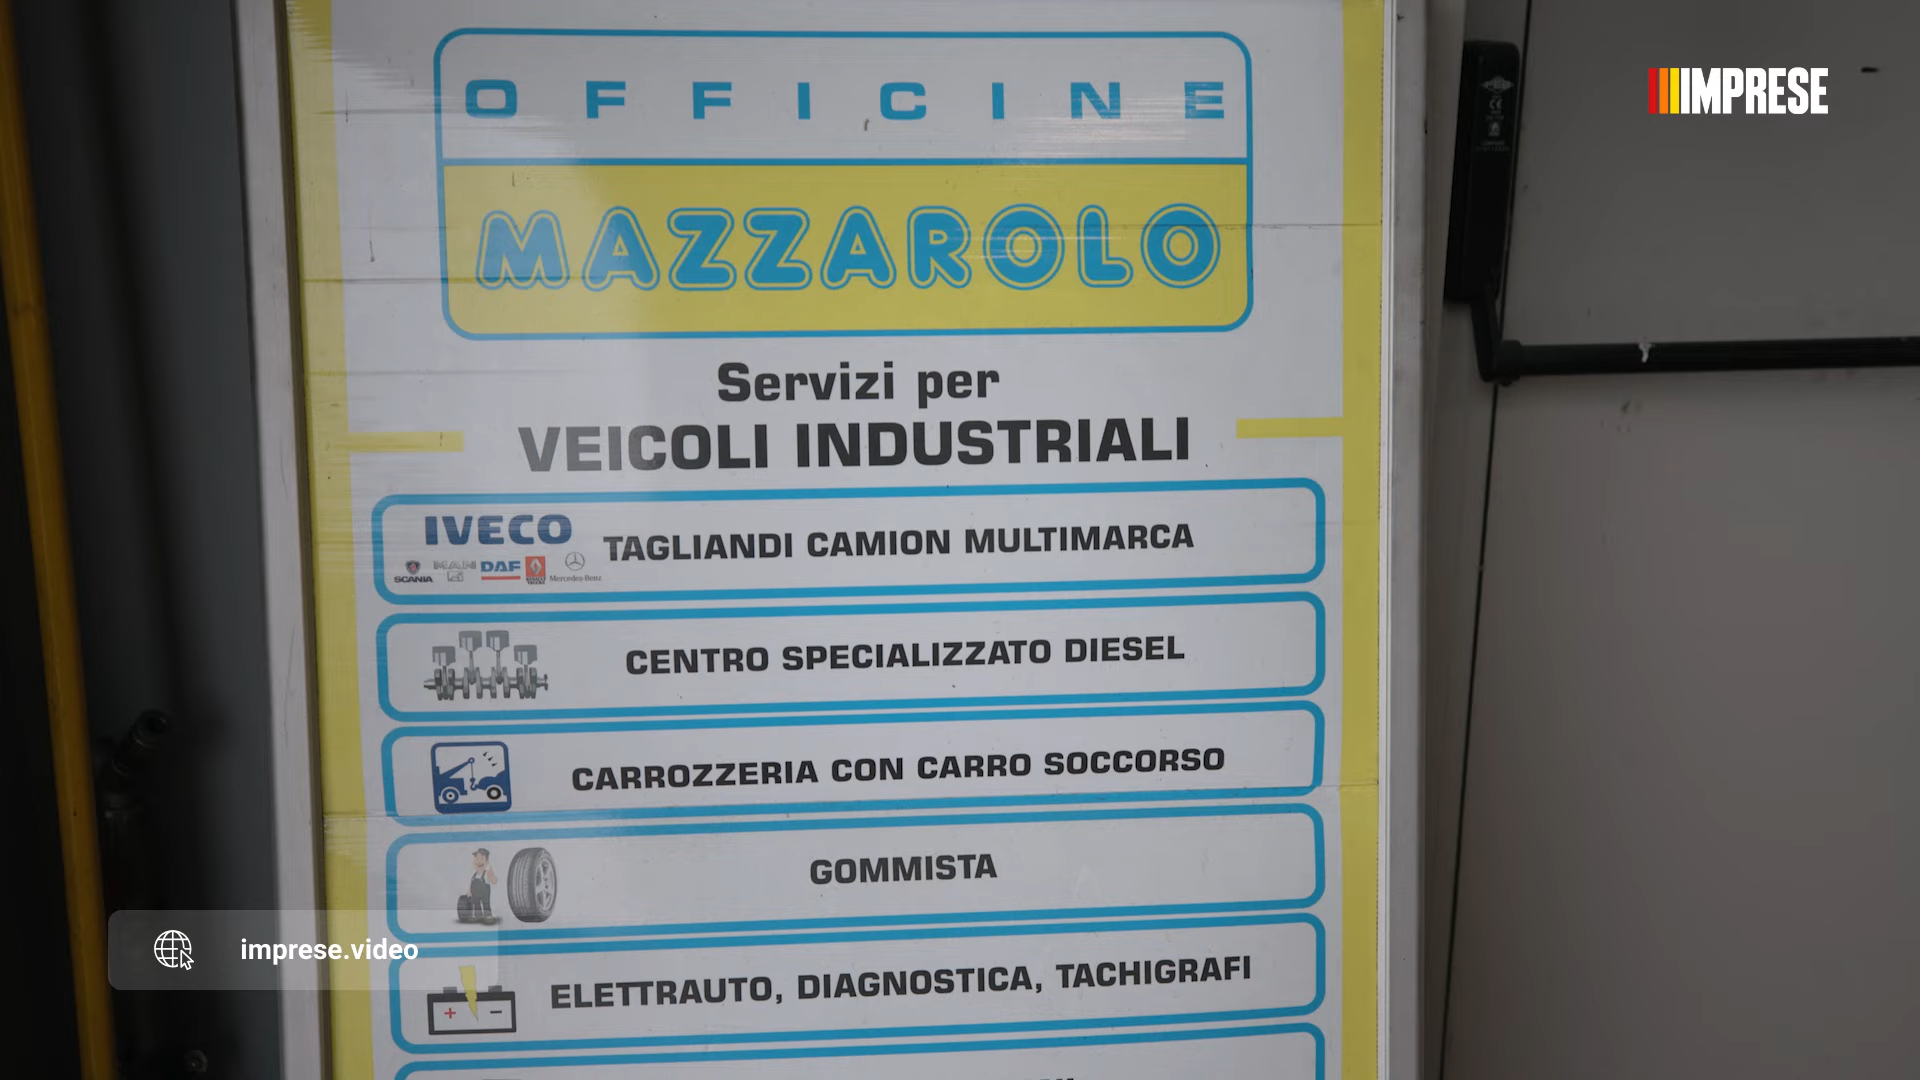 OFFICINE
MAZZAROLO
IMPRESE
Servizi per
VEICOLI INDUSTRIALI
IVECO
SCANIA MAN DAF Mercedes-Benz
TAGLIANDI CAMION MULTIMARCA
CENTRO SPECIALIZZATO DIESEL
CARROZZERIA CON CARRO SOCCORSO
GOMMISTA
imprese.video
+ −
ELETTRAUTO, DIAGNOSTICA, TACHIGRAFI